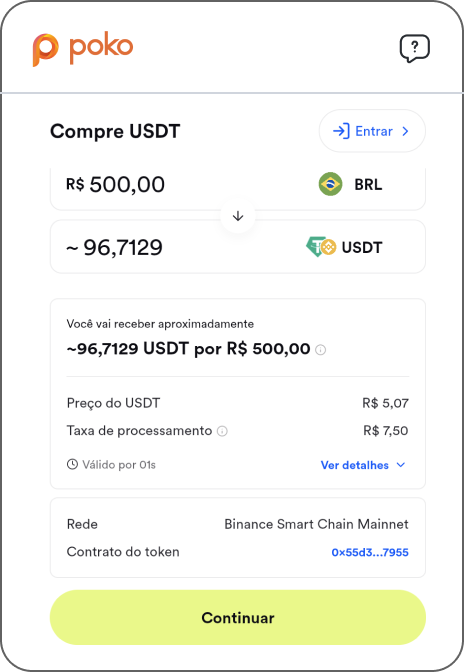 poko
Compre USDT
Entrar
R$ 500,00
BRL
~ 96,7129
USDT
Você vai receber aproximadamente
~96,7129 USDT por R$ 500,00
Preço do USDT R$ 5,07
Taxa de processamento R$ 7,50
Válido por 01s Ver detalhes
Rede Binance Smart Chain Mainnet
Contrato do token 0x55d3...7955
Continuar